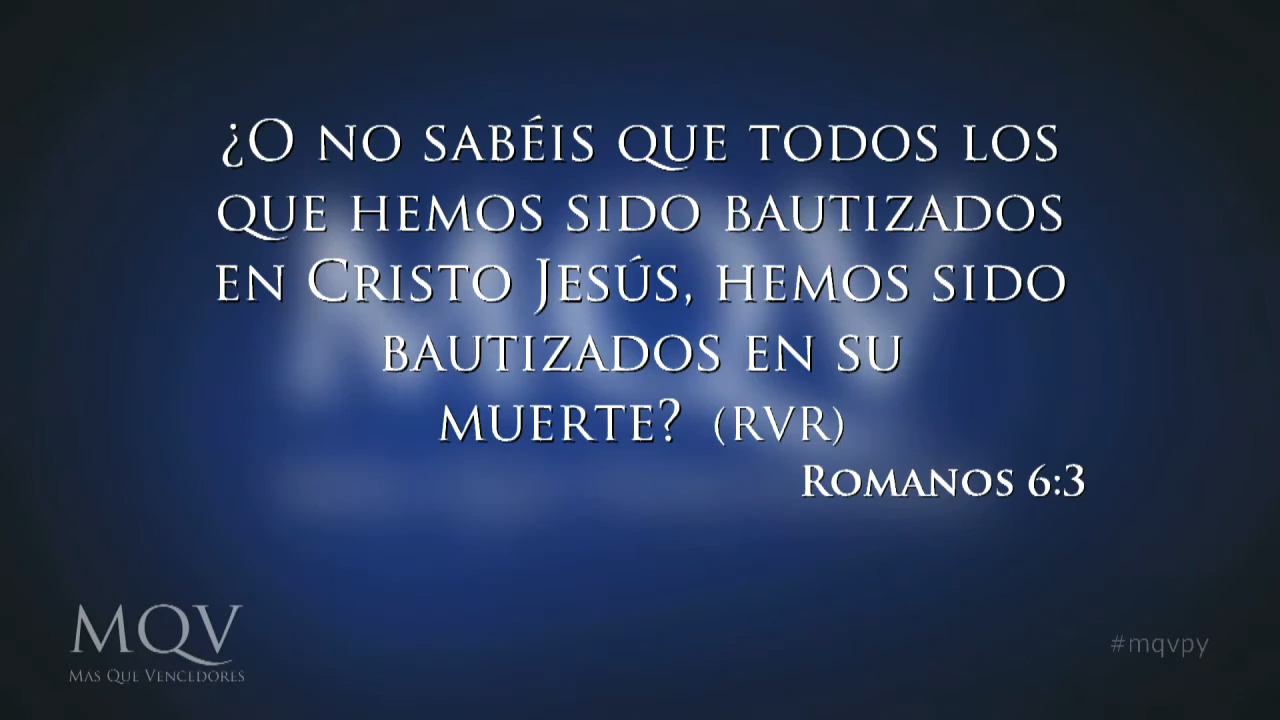 ¿O no sabéis que todos los
que hemos sido bautizados
en Cristo Jesús, hemos sido
bautizados en su
muerte? (RVR)
Romanos 6:3
MQV
Mas Que Vencedores
#mqvpy